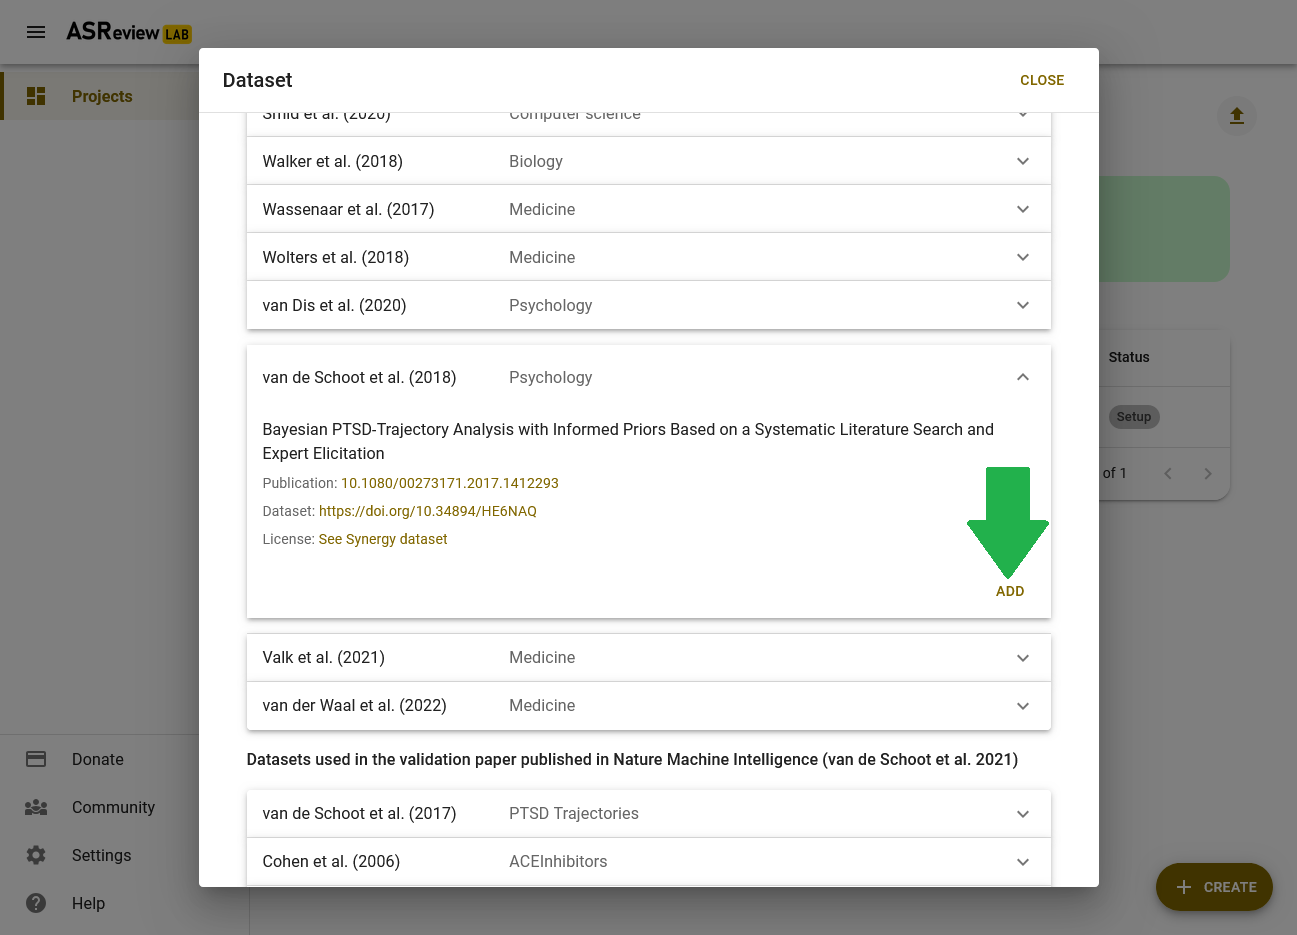 ASReview LAB
Dataset
CLOSE
Projects
Smid et al. (2020) Computer science
Walker et al. (2018) Biology
Wassenaar et al. (2017) Medicine
Wolters et al. (2018) Medicine
van Dis et al. (2020) Psychology
Status
van de Schoot et al. (2018) Psychology
Setup
Bayesian PTSD-Trajectory Analysis with Informed Priors Based on a Systematic Literature Search and
Expert Elicitation
of 1
Publication: 10.1080/00273171.2017.1412293
Dataset: https://doi.org/10.34894/HE6NAQ
License: See Synergy dataset
ADD
Valk et al. (2021) Medicine
van der Waal et al. (2022) Medicine
Datasets used in the validation paper published in Nature Machine Intelligence (van de Schoot et al. 2021)
van de Schoot et al. (2017) PTSD Trajectories
Cohen et al. (2006) ACEInhibitors
Donate
Community
Settings
Help
CREATE